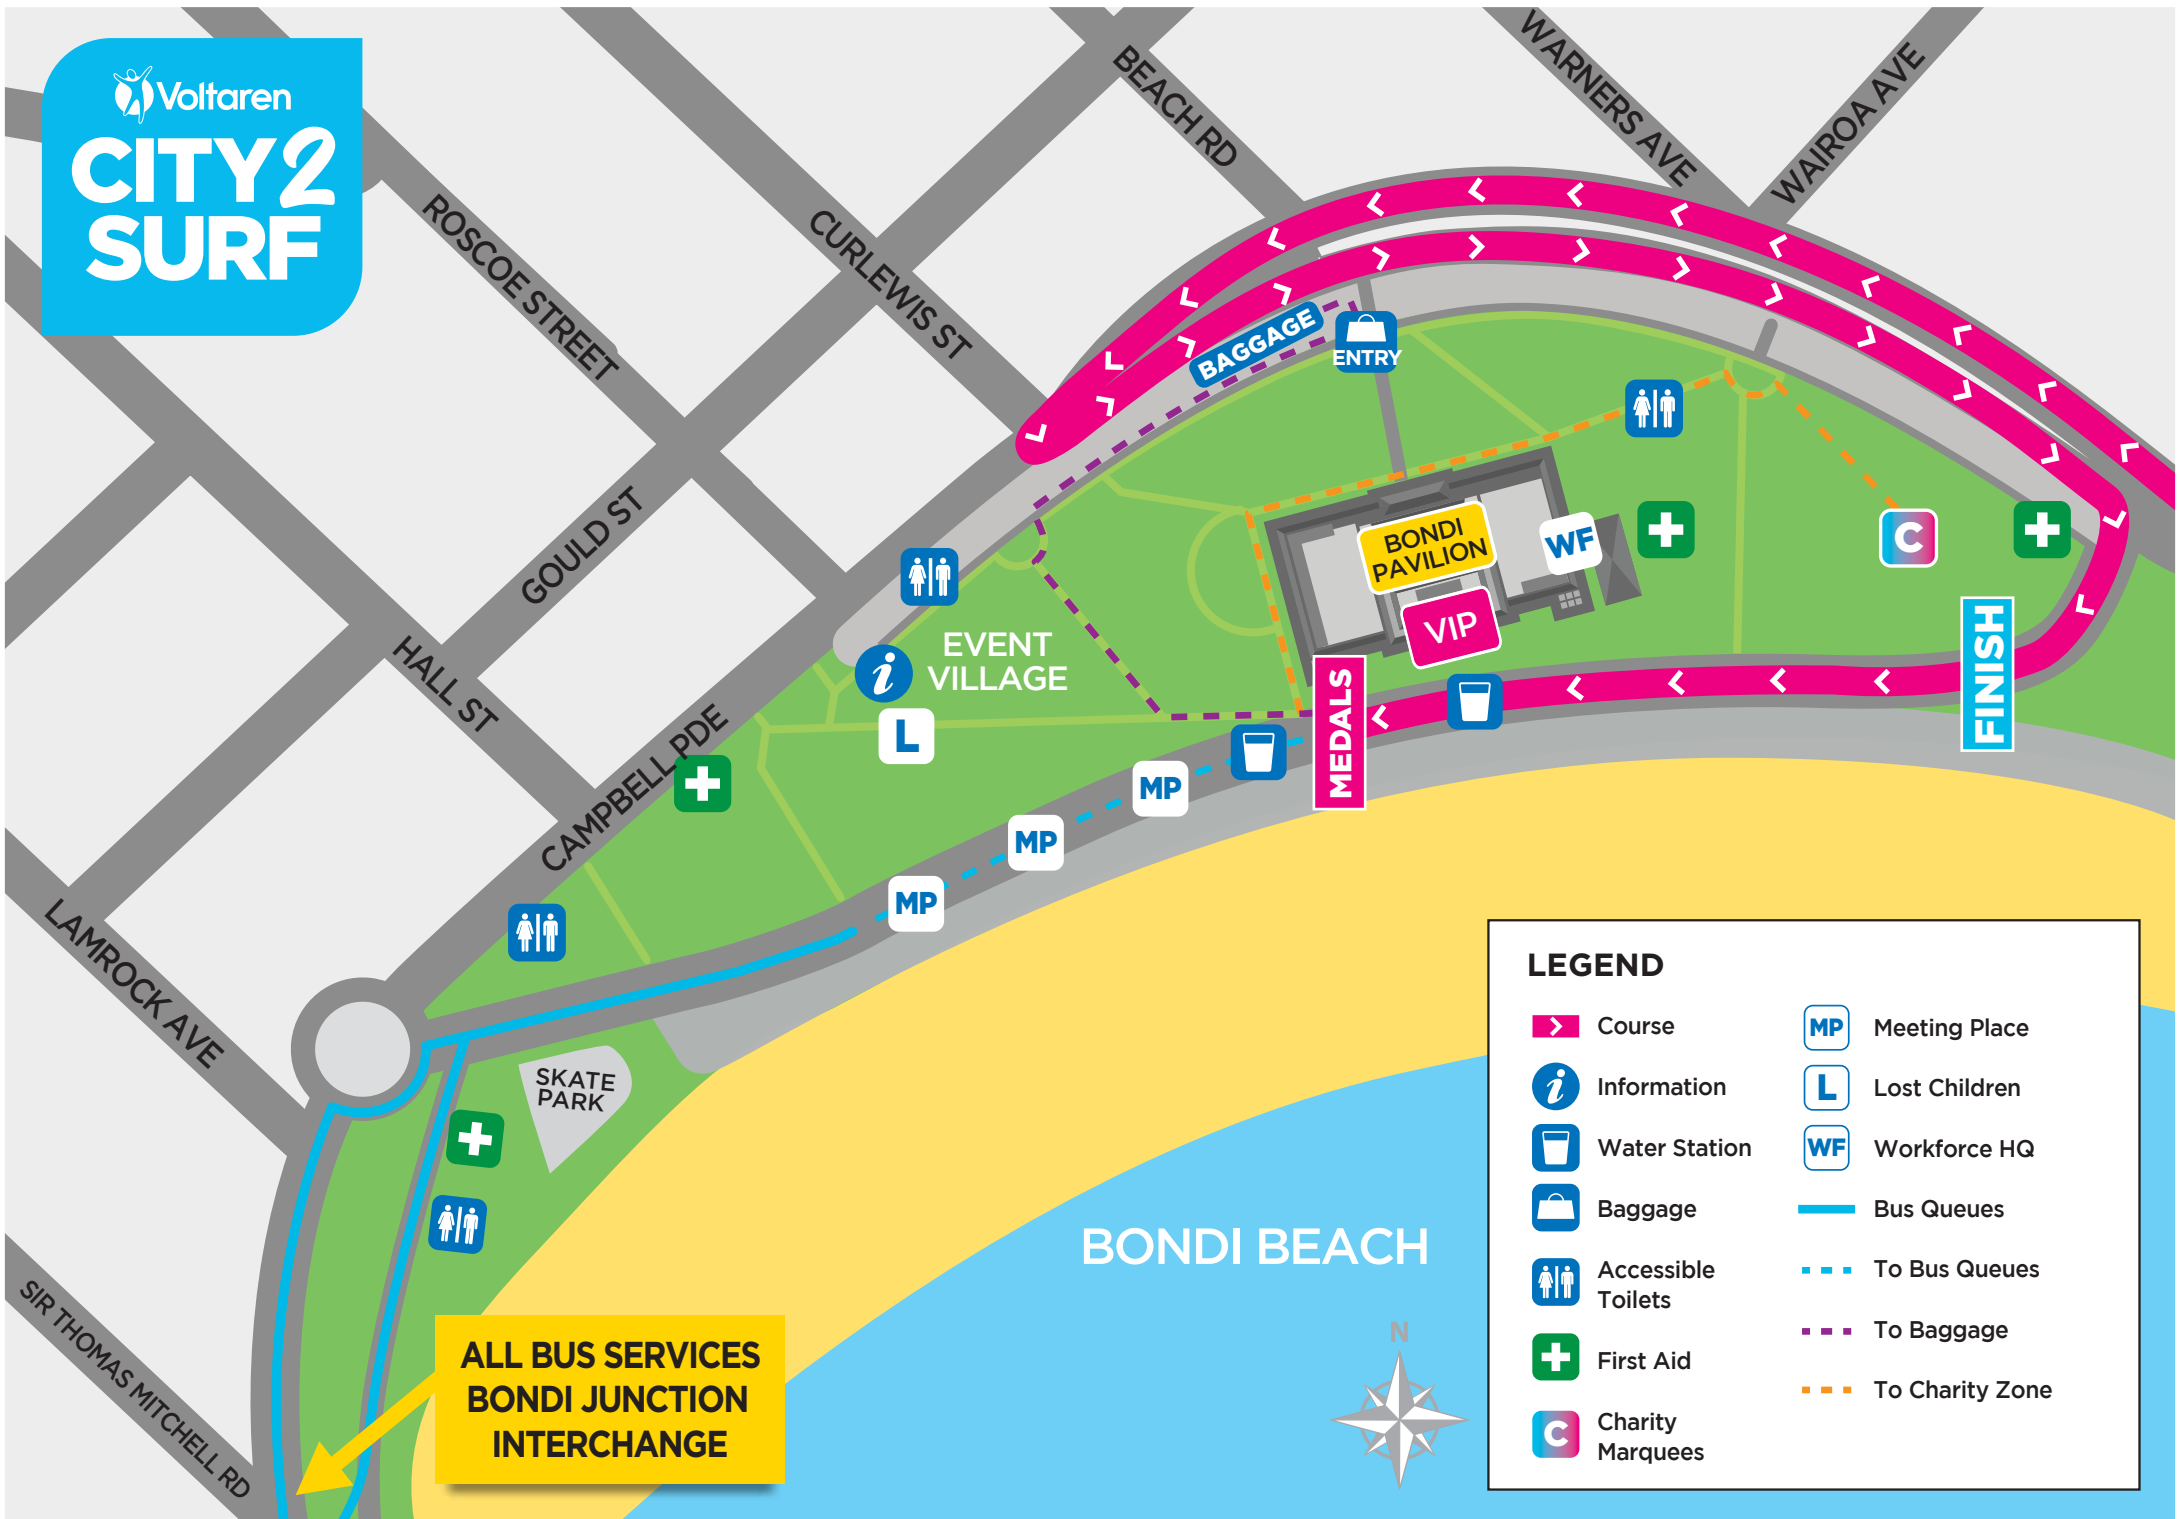 Voltaren
CITY2
SURF
BEACH RD
WARNERS AVE
WAIROA AVE
ROSCOE STREET
CURLEWIS ST
BAGGAGE
ENTRY
GOULD ST
BONDI
PAVILION
WF
C
VIP
FINISH
EVENT
VILLAGE
i
L
HALL ST
MEDALS
CAMPBELL PDE
MP
MP
MP
LAMROCK AVE
SKATE
PARK
SIR THOMAS MITCHELL RD
ALL BUS SERVICES
BONDI JUNCTION
INTERCHANGE
BONDI BEACH
N
LEGEND
Course
i Information
Water Station
Baggage
Accessible
Toilets
First Aid
C Charity
Marquees
MP Meeting Place
L Lost Children
WF Workforce HQ
Bus Queues
To Bus Queues
To Baggage
To Charity Zone